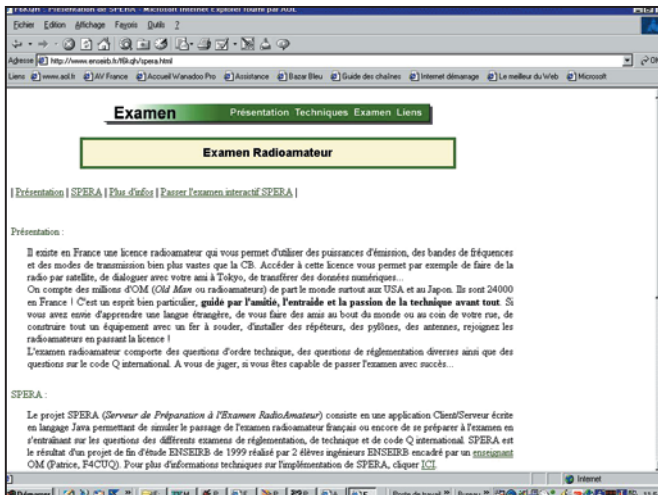 F6KQH : Présentation de SPERA - Microsoft Internet Explorer fourni par AOL
Fichier Edition Affichage Favoris Outils ?
Adresse http://www.enseirb.fr/f6kqh/spera.html OK
Liens www.aol.fr AV France Accueil Wanadoo Pro Assistance Bazar Bleu Guide des chaînes Internet démarrage Le meilleur du Web Microsoft
Examen Présentation Techniques Examen Liens
Examen Radioamateur
| Présentation | SPERA | Plus d'infos | Passer l'examen interactif SPERA |
Présentation :
Il existe en France une licence radioamateur qui vous permet d'utiliser des puissances d'émission, des bandes de fréquences
et des modes de transmission bien plus vastes que la CB. Accéder à cette licence vous permet par exemple de faire de la
radio par satellite, de dialoguer avec votre ami à Tokyo, de transférer des données numériques...
On compte des millions d'OM (Old Man ou radioamateurs) de part le monde surtout aux USA et au Japon. Ils sont 24000
en France ! C'est un esprit bien particulier, guidé par l'amitié, l'entraide et la passion de la technique avant tout. Si
vous avez envie d'apprendre une langue étrangère, de vous faire des amis au bout du monde ou au coin de votre rue, de
construire tout un équipement avec un fer à souder, d'installer des répéteurs, des pylônes, des antennes, rejoignez les
radioamateurs en passant la licence !
L'examen radioamateur comporte des questions d'ordre technique, des questions de réglementation diverses ainsi que des
questions sur le code Q international. A vous de juger, si vous êtes capable de passer l'examen avec succès...
SPERA :
Le projet SPERA (Serveur de Préparation à l'Examen RadioAmateur) consiste en une application Client/Serveur écrite
en langage Java permettant de simuler le passage de l'examen radioamateur français ou encore de se préparer à l'examen en
s'entraînant sur les questions des différents examens de réglementation, de technique et de code Q international. SPERA est
le résultat d'un projet de fin d'étude ENSEIRB de 1999 réalisé par 2 élèves ingénieurs ENSEIRB encadré par un enseignant
OM (Patrice, F4CUQ). Pour plus d'informations techniques sur l'implémentation de SPERA, cliquer ICI.
Internet
Démarrer
Poste de travail Bureau